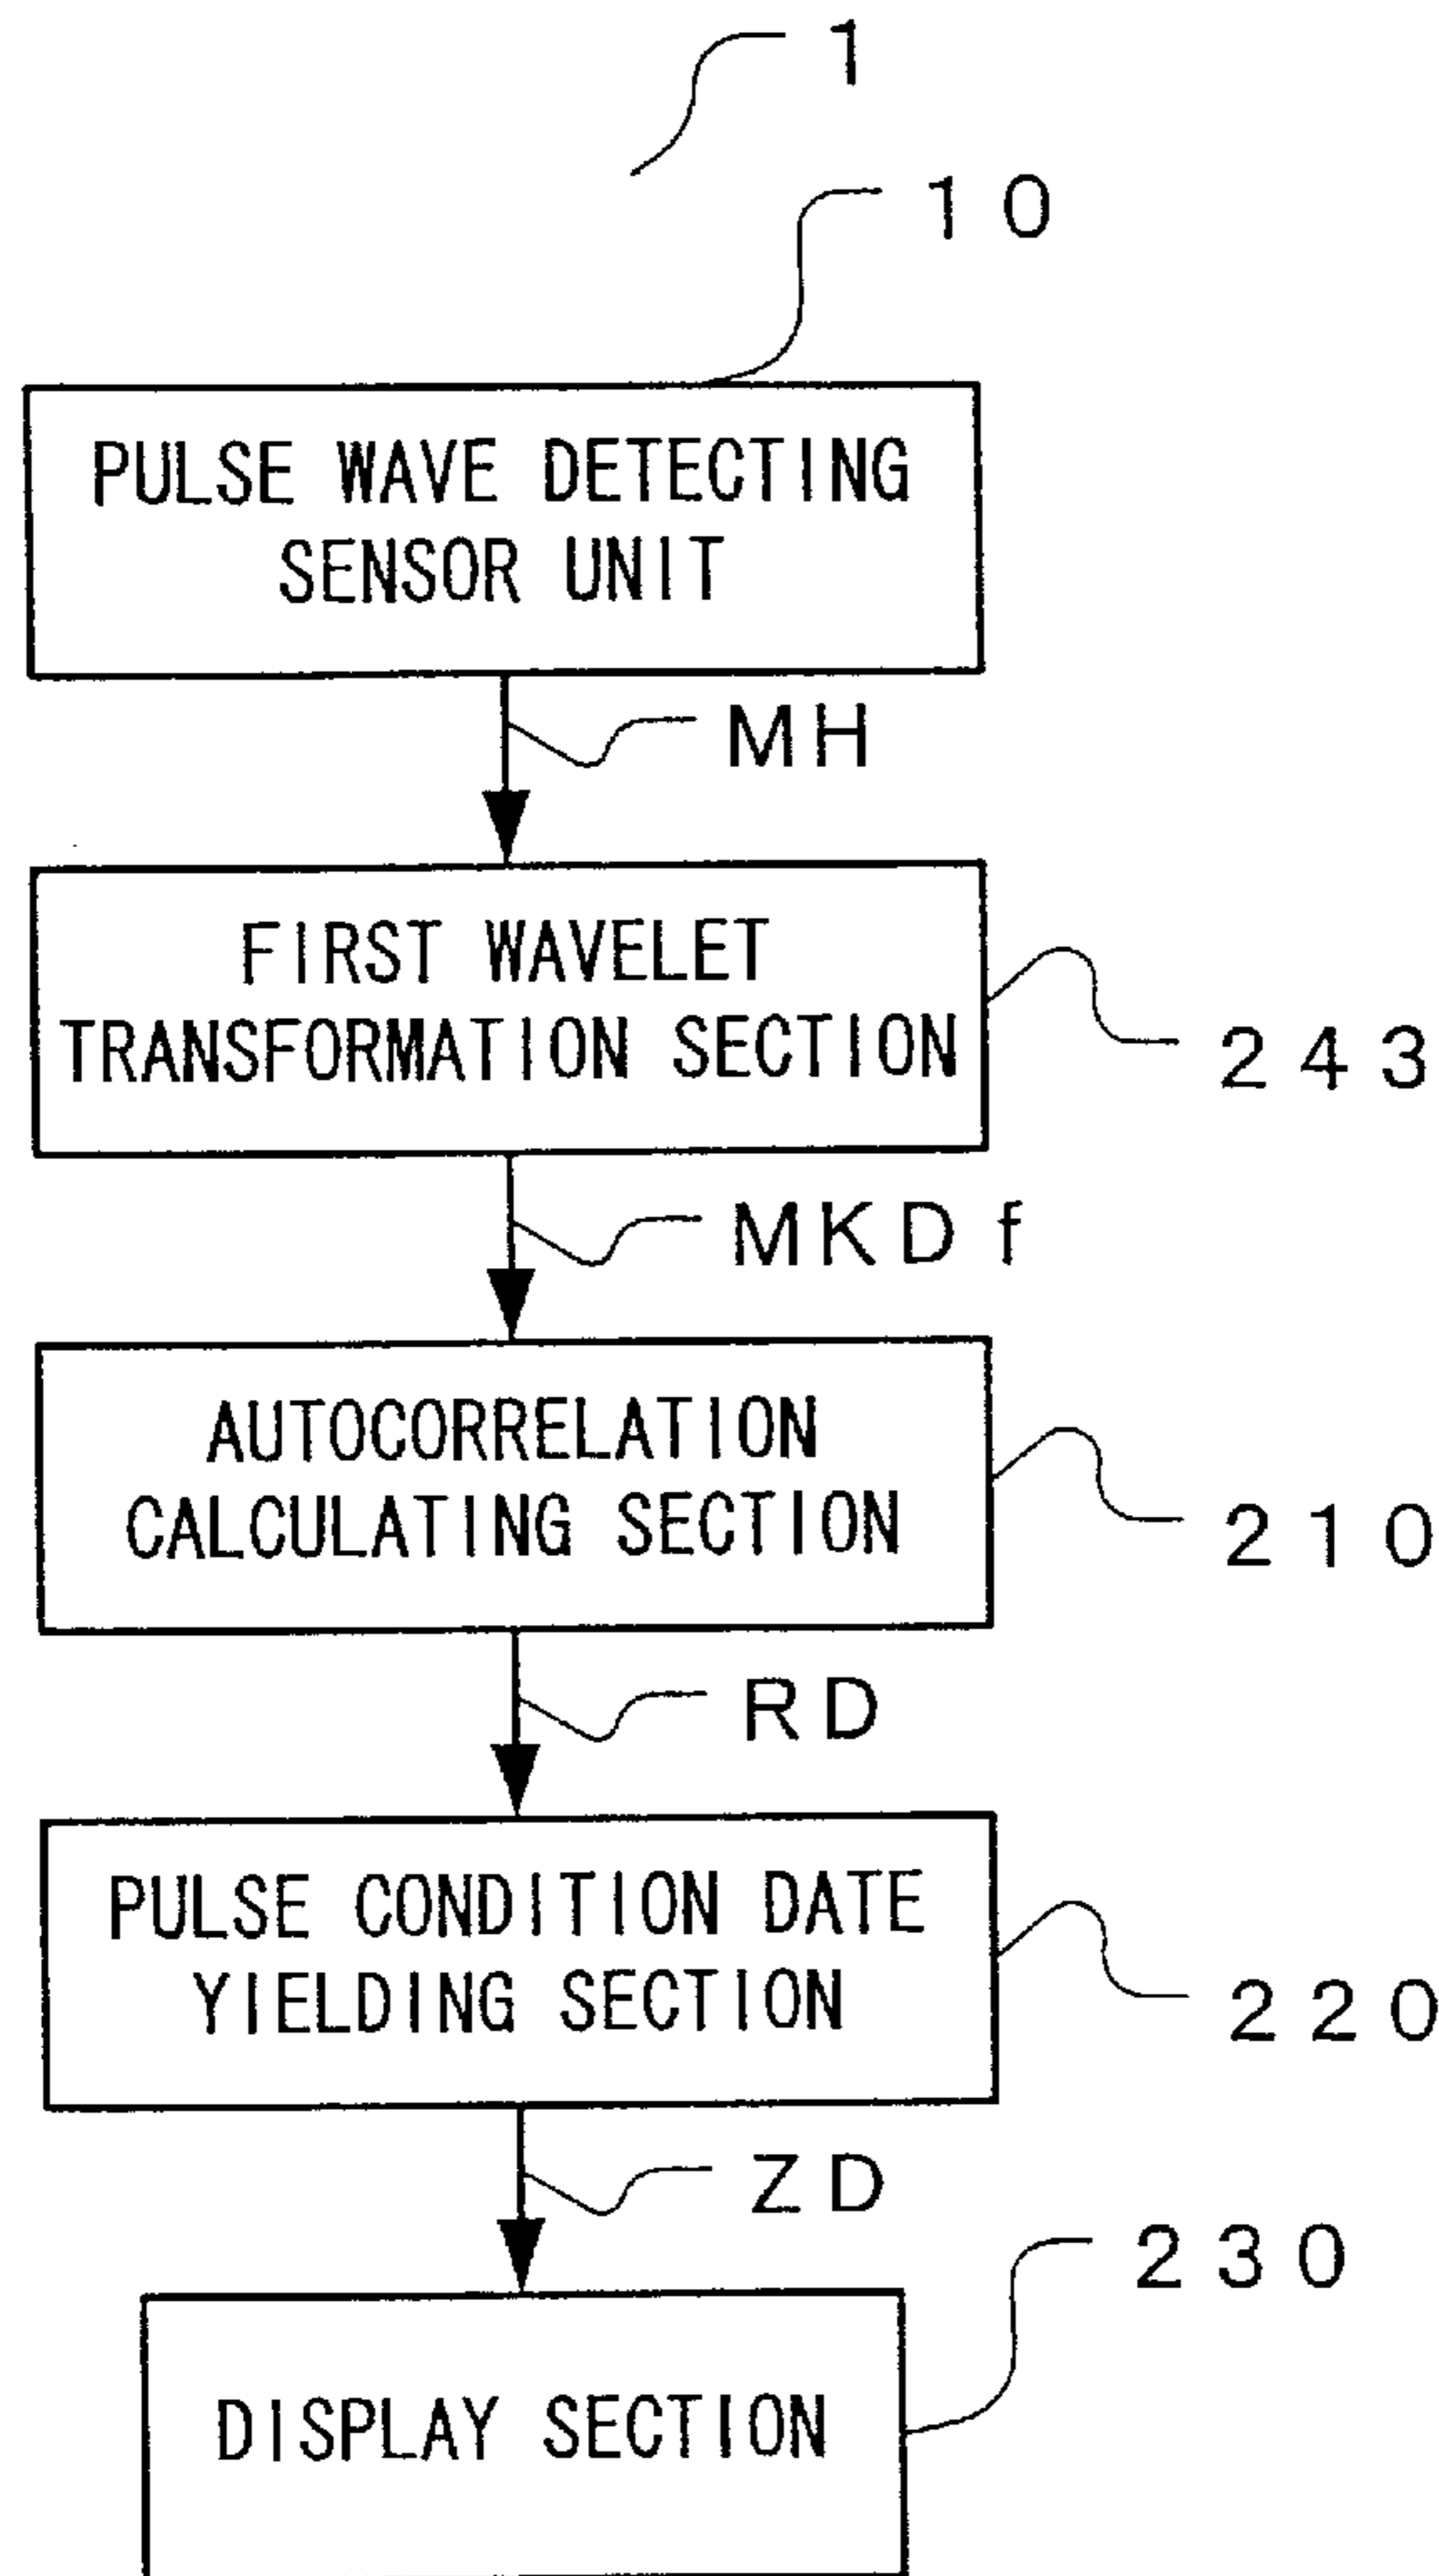 1
10
PULSE WAVE DETECTING
SENSOR UNIT
MH
FIRST WAVELET
TRANSFORMATION SECTION
243
MKDf
AUTOCORRELATION
CALCULATING SECTION
210
RD
PULSE CONDITION DATE
YIELDING SECTION
220
ZD
230
DISPLAY SECTION